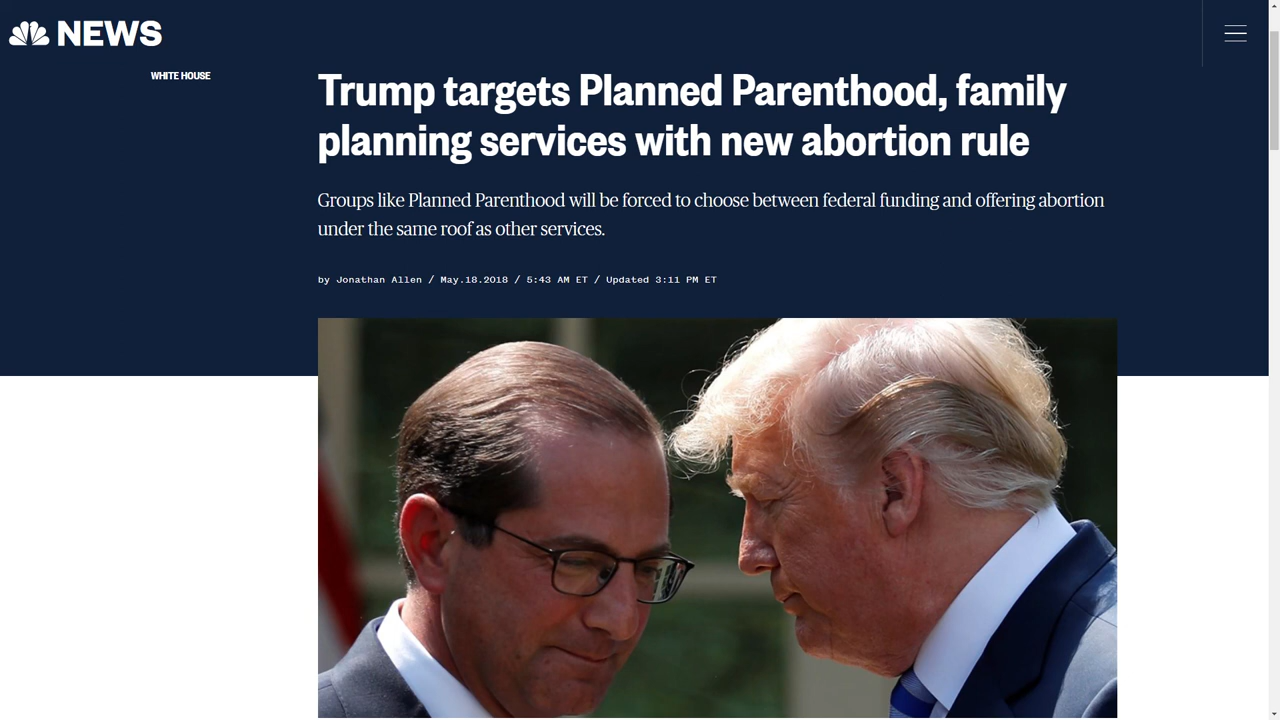 NEWS
WHITE HOUSE
Trump targets Planned Parenthood, family
planning services with new abortion rule
Groups like Planned Parenthood will be forced to choose between federal funding and offering abortion
under the same roof as other services.
by Jonathan Allen / May.18.2018 / 5:43 AM ET / Updated 3:11 PM ET